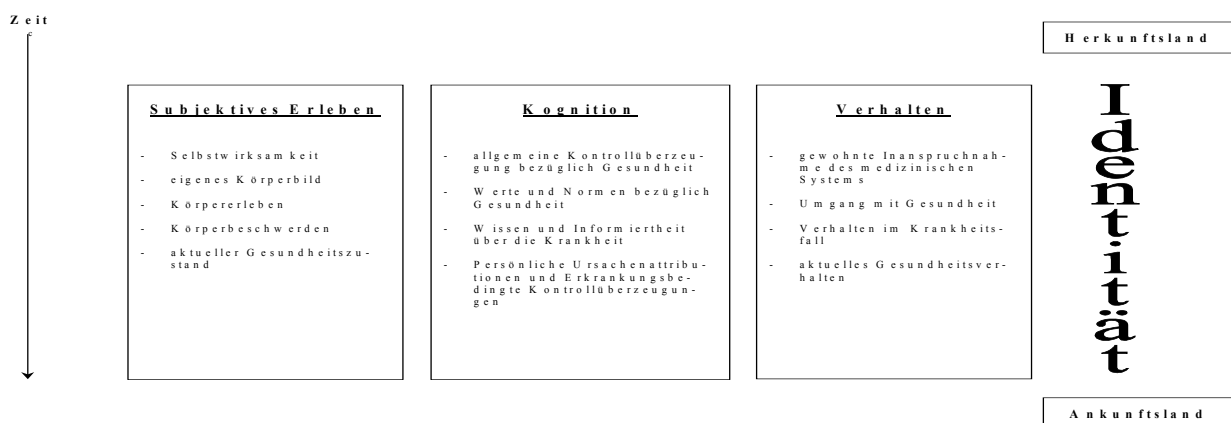 Zeit
c
Herkunftsland
Subjektives Erleben
- Selbstwirksamkeit
- eigenes Körperbild
- Körpererleben
- Körperbeschwerden
- aktueller Gesundheitszu-
stand
Kognition
- allgemeine Kontrollüberzeu-
gung bezüglich Gesundheit
- Werte und Normen bezüglich
Gesundheit
- Wissen und Informiertheit
über die Krankheit
- Persönliche Ursachenattribu-
tionen und Erkrankungsbe-
dingte Kontrollüberzeugun-
gen
Verhalten
- gewohnte Inanspruchnah-
me des medizinischen
Systems
- Umgang mit Gesundheit
- Verhalten im Krankheits-
fall
- aktuelles Gesundheitsver-
halten
Identität
Ankunftsland